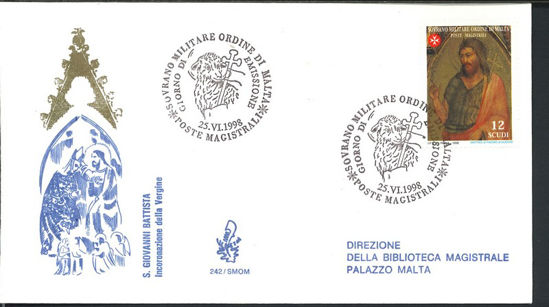 S. GIOVANNI BATTISTA
Incoronazione della Vergine
SOVRANO MILITARE ORDINE DI MALTA
GIORNO DI EMISSIONE
25.VI.1998
POSTE MAGISTRALI
242/SMOM
SOVRANO MILITARE ORDINE DI MALTA
POSTE MAGISTRALI
12
SCUDI
SOVRANO MILITARE ORDINE DI MALTA
GIORNO DI EMISSIONE
25.VI.1998
POSTE MAGISTRALI
DIREZIONE
DELLA BIBLIOTECA MAGISTRALE
PALAZZO MALTA